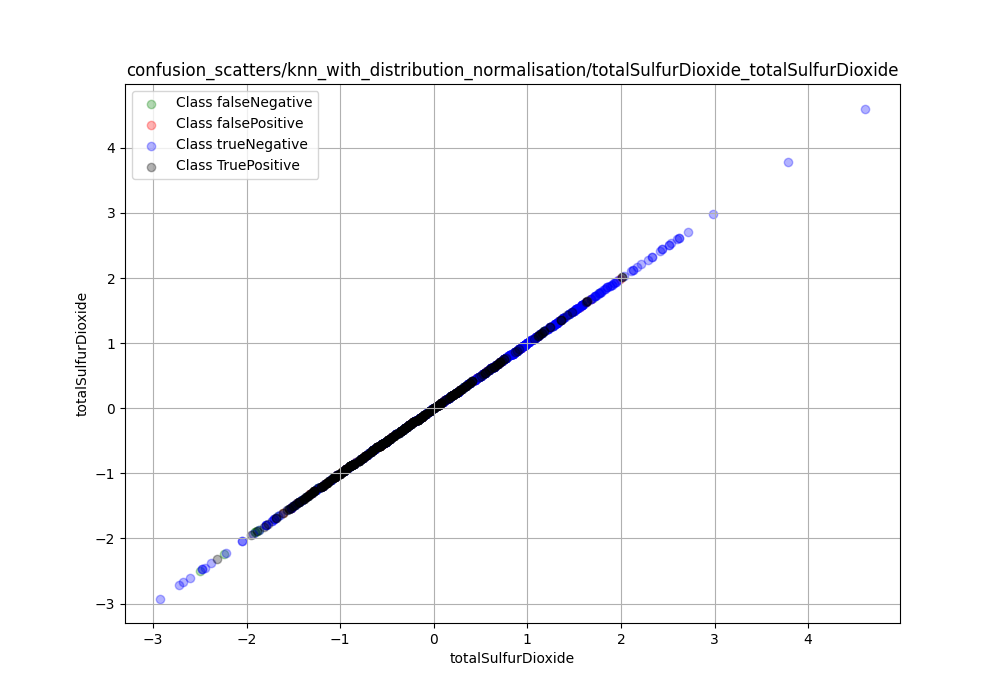 confusion_scatters/knn_with_distribution_normalisation/totalSulfurDioxide_totalSulfurDioxide
Class falseNegative
Class falsePositive
Class trueNegative
Class TruePositive
totalSulfurDioxide
4
3
2
1
0
−1
−2
−3
−3
−2
−1
0
1
2
3
4
totalSulfurDioxide